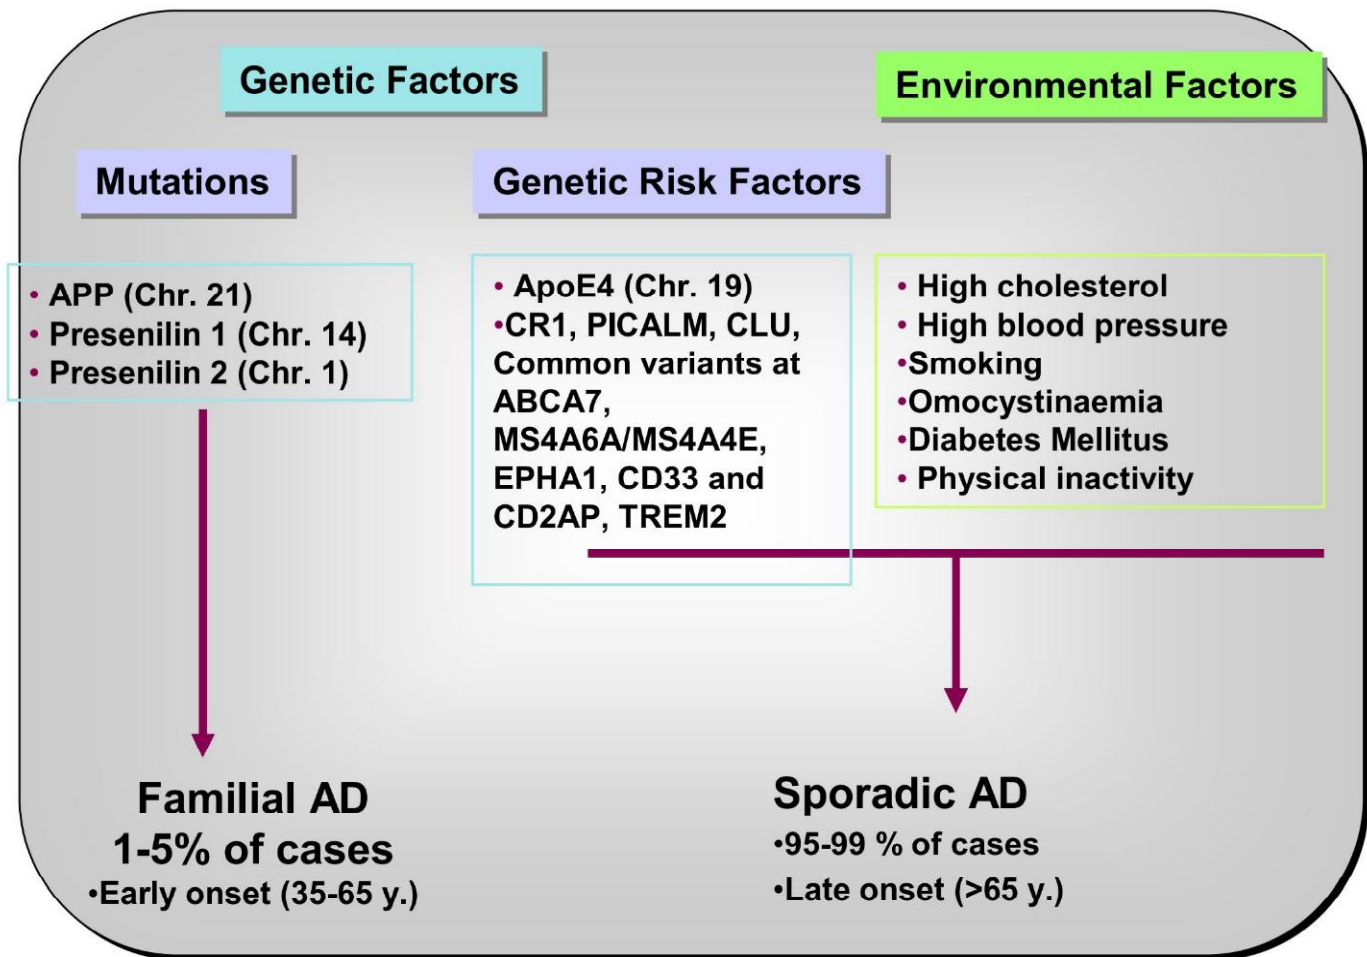 Genetic Factors
Environmental Factors
Mutations
Genetic Risk Factors
• APP (Chr. 21)
• Presenilin 1 (Chr. 14)
• Presenilin 2 (Chr. 1)
• ApoE4 (Chr. 19)
•CR1, PICALM, CLU,
Common variants at
ABCA7,
MS4A6A/MS4A4E,
EPHA1, CD33 and
CD2AP, TREM2
• High cholesterol
• High blood pressure
•Smoking
•Omocystinaemia
•Diabetes Mellitus
• Physical inactivity
Familial AD
1-5% of cases
•Early onset (35-65 y.)
Sporadic AD
•95-99 % of cases
•Late onset (>65 y.)